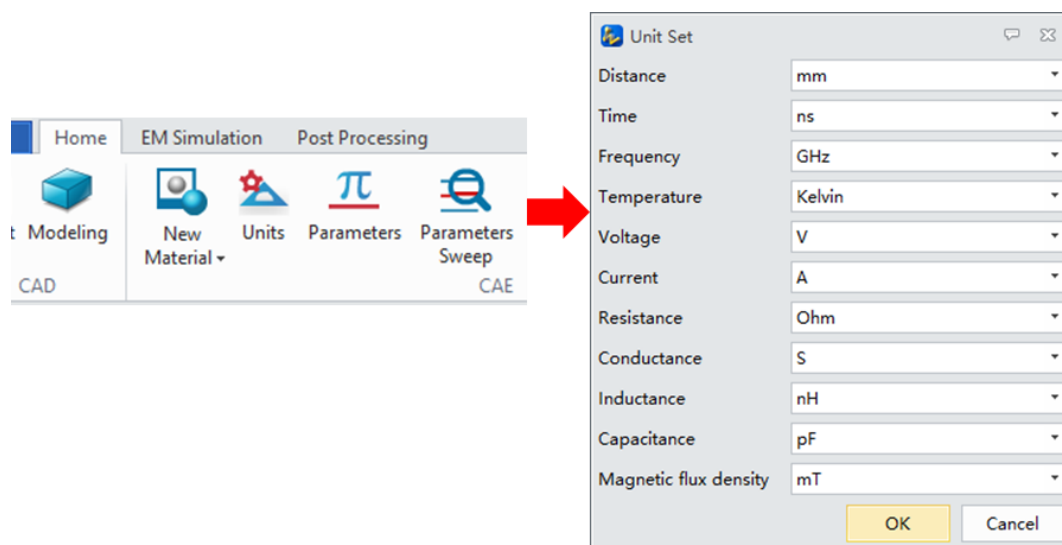 Home EM Simulation Post Processing
t Modeling New Material Units Parameters Parameters Sweep
CAD CAE
Unit Set
Distance mm
Time ns
Frequency GHz
Temperature Kelvin
Voltage V
Current A
Resistance Ohm
Conductance S
Inductance nH
Capacitance pF
Magnetic flux density mT
OK Cancel